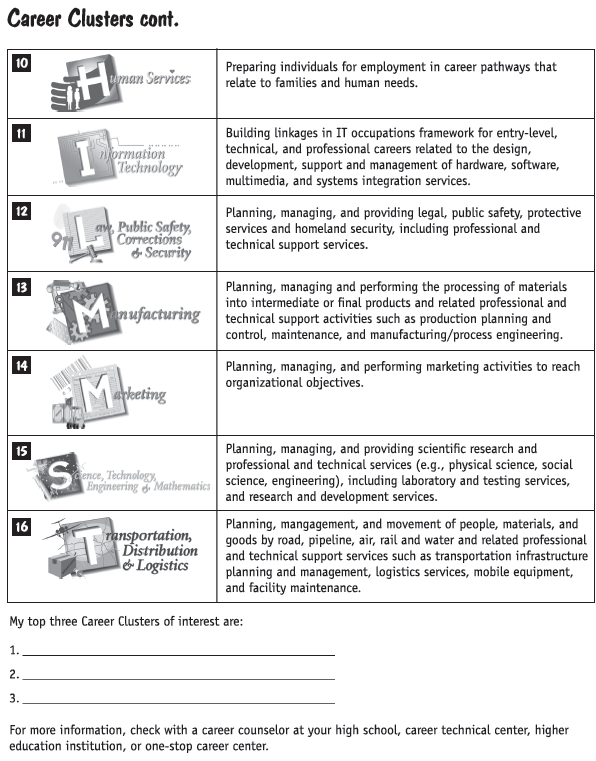 Career Clusters cont.
10
Human Services
Preparing individuals for employment in career pathways that
relate to families and human needs.
11
Information
Technology
Building linkages in IT occupations framework for entry-level,
technical, and professional careers related to the design,
development, support and management of hardware, software,
multimedia, and systems integration services.
12
911
Law, Public Safety,
Corrections
& Security
Planning, managing, and providing legal, public safety, protective
services and homeland security, including professional and
technical support services.
13
Manufacturing
Planning, managing and performing the processing of materials
into intermediate or final products and related professional and
technical support activities such as production planning and
control, maintenance, and manufacturing/process engineering.
14
Marketing
Planning, managing, and performing marketing activities to reach
organizational objectives.
15
Science, Technology,
Engineering & Mathematics
Planning, managing, and providing scientific research and
professional and technical services (e.g., physical science, social
science, engineering), including laboratory and testing services,
and research and development services.
16
Transportation,
Distribution
& Logistics
Planning, mangagement, and movement of people, materials, and
goods by road, pipeline, air, rail and water and related professional
and technical support services such as transportation infrastructure
planning and management, logistics services, mobile equipment,
and facility maintenance.
My top three Career Clusters of interest are:
1.
2.
3.
For more information, check with a career counselor at your high school, career technical center, higher
education institution, or one-stop career center.